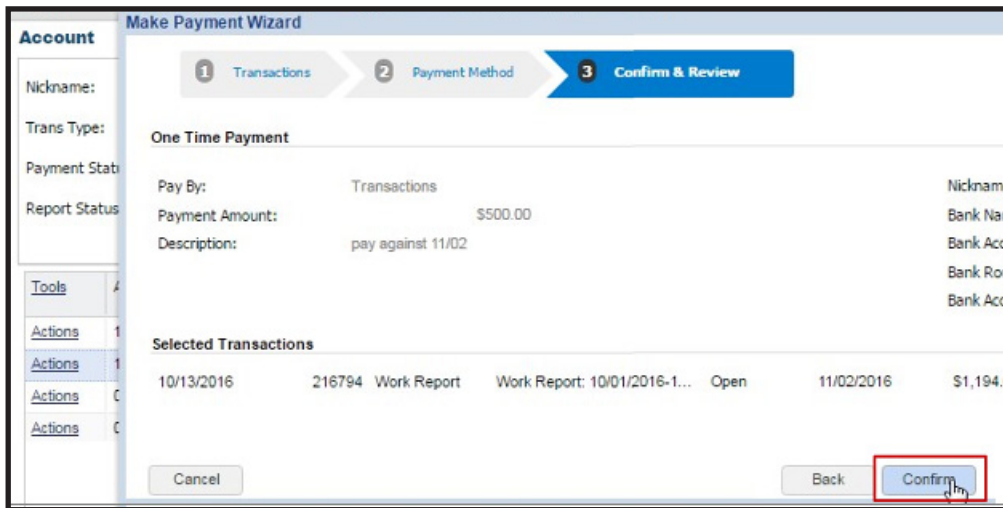 Make Payment Wizard
Account
1 Transactions 2 Payment Method 3 Confirm & Review
Nickname:
Trans Type:
One Time Payment
Payment Stat
Pay By: Transactions Nicknam
Report Status
Payment Amount: $500.00 Bank Na
Description: pay against 11/02 Bank Acc
Bank Ro
Tools
Bank Acc
Actions 1
Selected Transactions
Actions 1
10/13/2016 216794 Work Report Work Report: 10/01/2016-1... Open 11/02/2016 $1,194.
Actions
Actions
Cancel Back Confirm